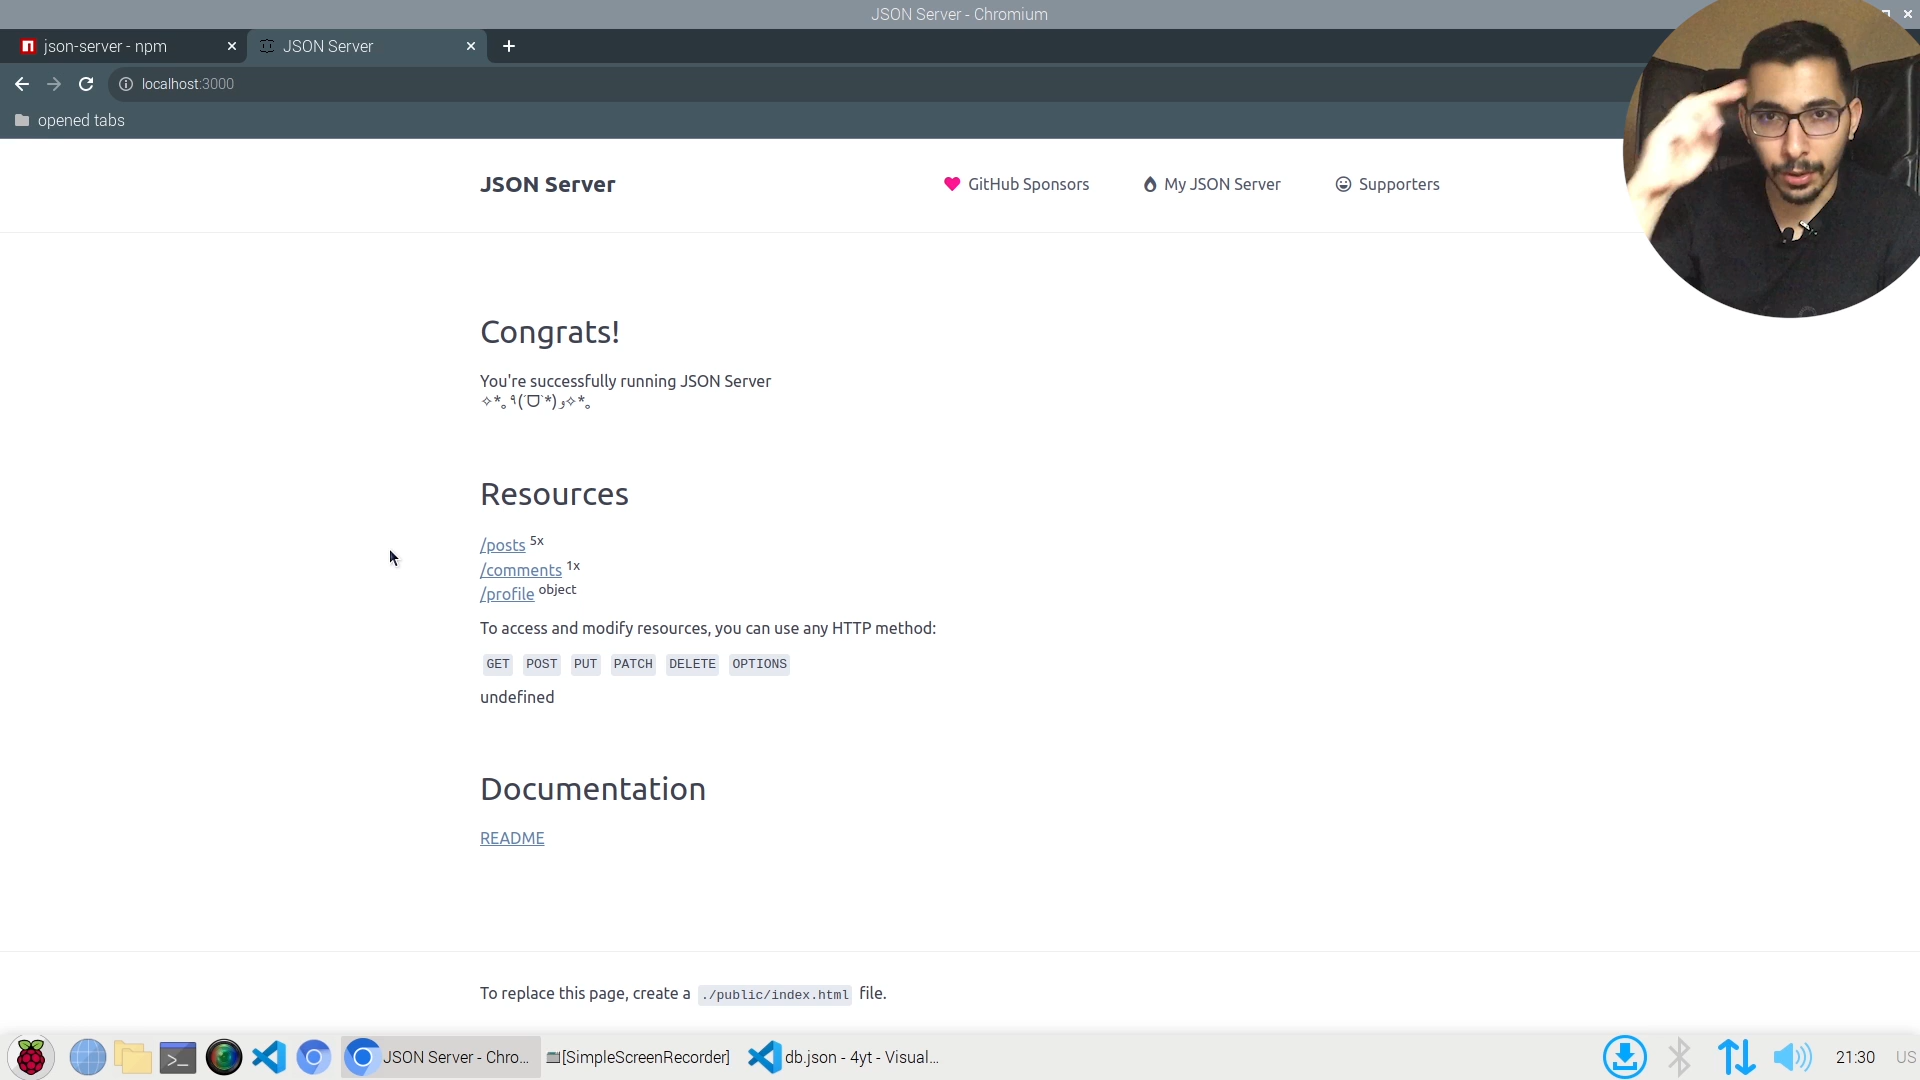 JSON Server - Chromium
json-server - npm
JSON Server
localhost:3000
opened tabs
JSON Server
GitHub Sponsors
My JSON Server
Supporters
Congrats!
You're successfully running JSON Server
✧*｡٩(ˊᗜˋ*)و✧*｡
Resources
/posts 5x
/comments 1x
/profile object
To access and modify resources, you can use any HTTP method:
GET POST PUT PATCH DELETE OPTIONS
undefined
Documentation
README
To replace this page, create a ./public/index.html file.
JSON Server - Chro...
[SimpleScreenRecorder]
db.json - 4yt - Visual...
21:30
US